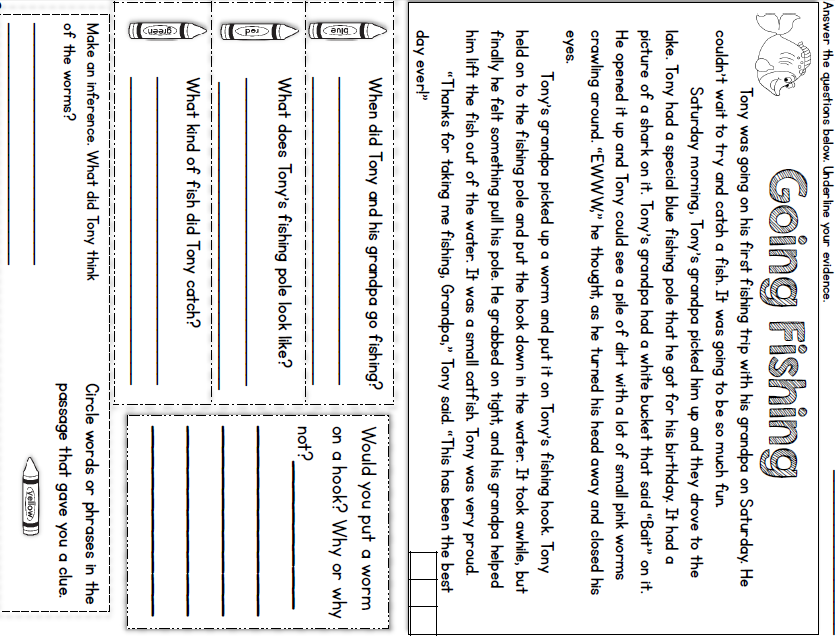 Answer the questions below. Underline your evidence.
Going Fishing
Tony was going on his first fishing trip with his grandpa on Saturday. He
couldn't wait to try and catch a fish. It was going to be so much fun.
Saturday morning, Tony's grandpa picked him up and they drove to the
lake. Tony had a special blue fishing pole that he got for his birthday. It had a
picture of a shark on it. Tony's grandpa had a white bucket that said "Bait" on it.
He opened it up and Tony could see a pile of dirt with a lot of small pink worms
crawling around. "EWWW," he thought, as he turned his head away and closed his
eyes.
Tony's grandpa picked up a worm and put it on Tony's fishing hook. Tony
held on to the fishing pole and put the hook down in the water. It took awhile, but
finally he felt something pull his pole. He grabbed on tight, and his grandpa helped
him lift the fish out of the water. It was a small catfish. Tony was very proud.
"Thanks for taking me fishing, Grandpa," Tony said. "This has been the best
day ever!"
blue
When did Tony and his grandpa go fishing?
red
What does Tony's fishing pole look like?
green
What kind of fish did Tony catch?
Would you put a worm
on a hook? Why or why
not?
Make an inference. What did Tony think
of the worms?
Circle words or phrases in the
passage that gave you a clue.
yellow